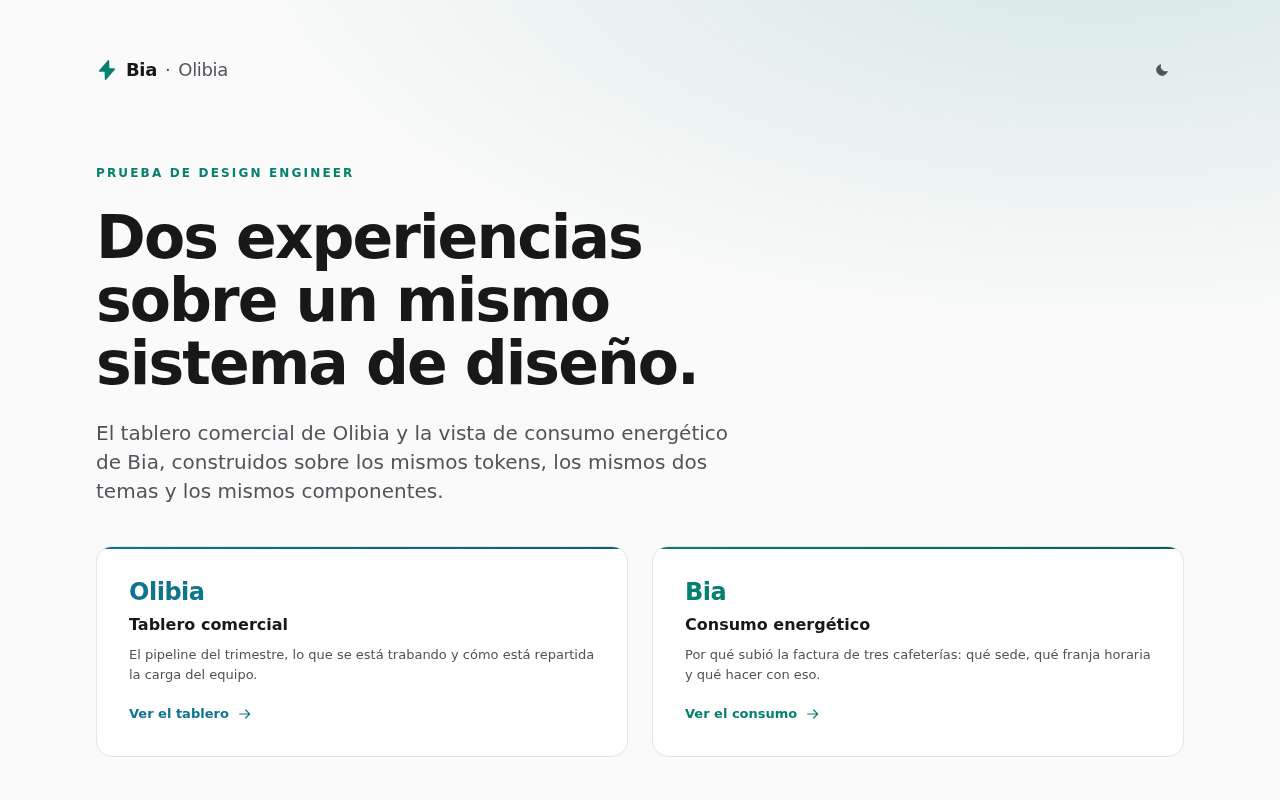 Bia · Olibia
PRUEBA DE DESIGN ENGINEER
Dos experiencias
sobre un mismo
sistema de diseño.
El tablero comercial de Olibia y la vista de consumo energético
de Bia, construidos sobre los mismos tokens, los mismos dos
temas y los mismos componentes.
Olibia
Tablero comercial
El pipeline del trimestre, lo que se está trabando y cómo está repartida
la carga del equipo.
Ver el tablero →
Bia
Consumo energético
Por qué subió la factura de tres cafeterías: qué sede, qué franja horaria
y qué hacer con eso.
Ver el consumo →